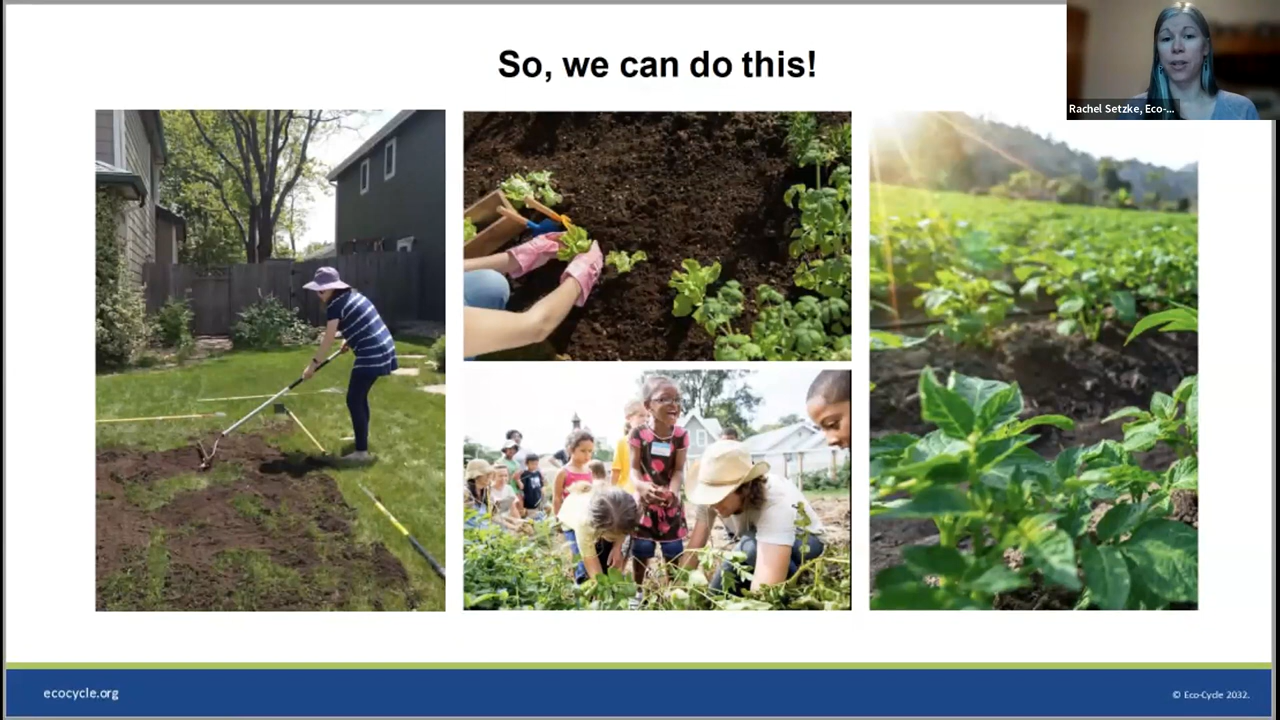 So, we can do this!
Rachel Setzke, Eco-...
ecocycle.org
© Eco-Cycle 2032.